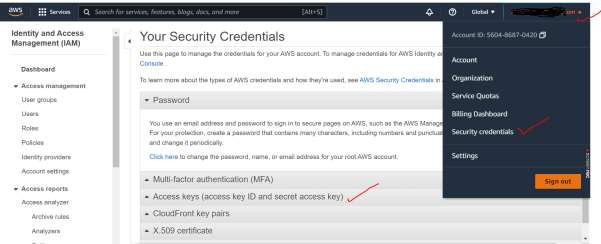 aws
Services
Search for services, features, blogs, docs, and more
[Alt+S]
Global
Identity and Access
Management (IAM)
Dashboard
Access management
User groups
Users
Roles
Policies
Identity providers
Account settings
Access reports
Access analyzer
Archive rules
Analyzers
Your Security Credentials
Use this page to manage the credentials for your AWS account. To manage credentials for AWS Identity an
Console .
To learn more about the types of AWS credentials and how they're used, see AWS Security Credentials in
Password
You use an email address and password to sign in to secure pages on AWS, such as the AWS Manage
For your protection, create a password that contains many characters, including numbers and punctuat
and change it periodically.
Click here to change the password, name, or email address for your root AWS account.
Multi-factor authentication (MFA)
Access keys (access key ID and secret access key)
CloudFront key pairs
X.509 certificate
Account ID: 5604-8687-0420
Account
Organization
Service Quotas
Billing Dashboard
Security credentials
Settings
Sign out